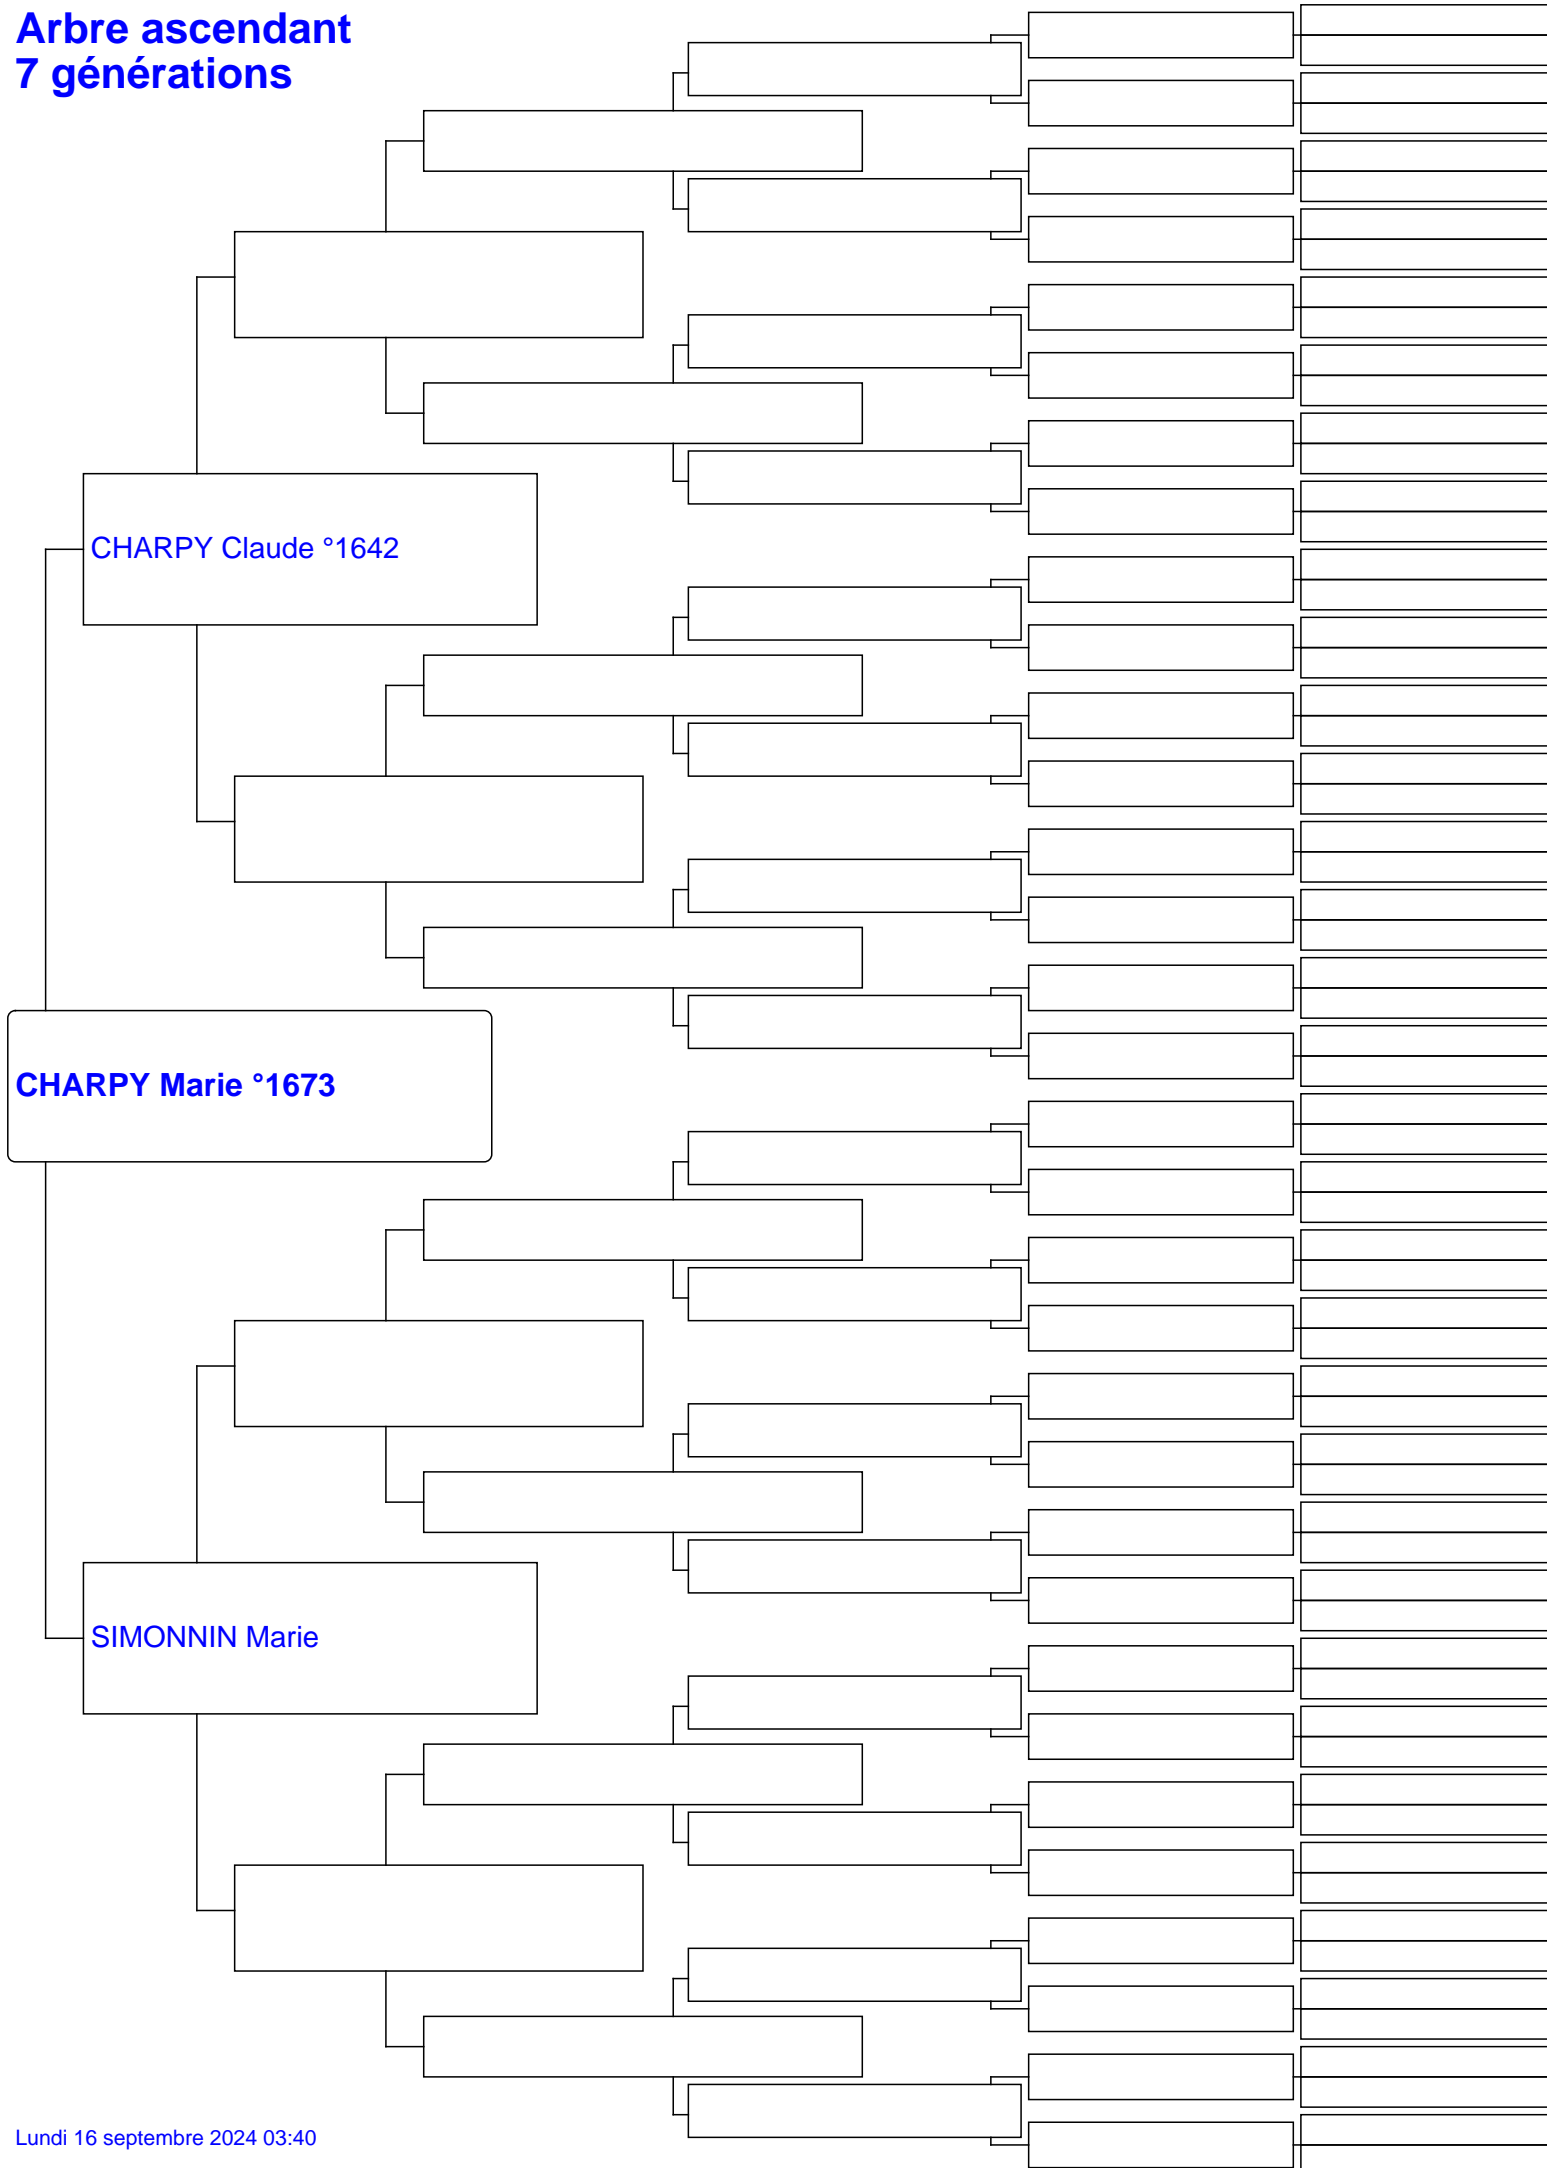 Arbre ascendant
7 générations
CHARPY Claude °1642
CHARPY Marie °1673
SIMONNIN Marie
Lundi 16 septembre 2024 03:40